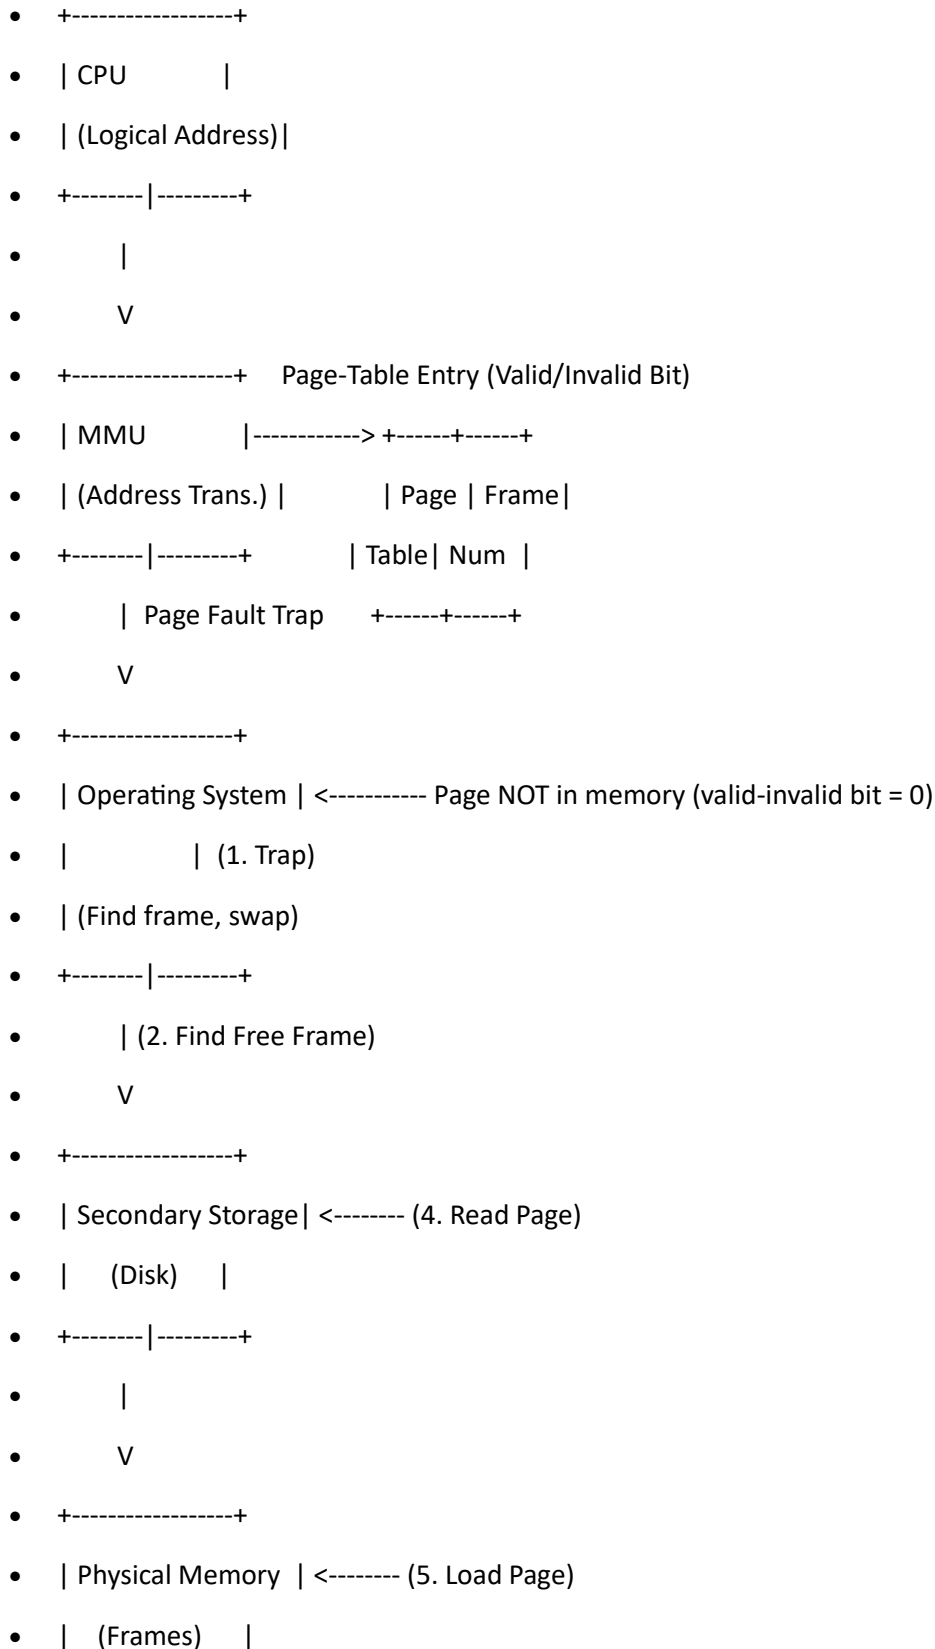 • +------------------+
• | CPU |
• | (Logical Address)|
• +--------|---------+
• |
• V
• +------------------+ Page-Table Entry (Valid/Invalid Bit)
• | MMU |------------> +------+------+
• | (Address Trans.) | | Page | Frame|
• +--------|---------+ | Table| Num |
• | Page Fault Trap +------+------+
• V
• +------------------+
• | Operating System | <----------- Page NOT in memory (valid-invalid bit = 0)
• | | (1. Trap)
• | (Find frame, swap)
• +--------|---------+
• | (2. Find Free Frame)
• V
• +------------------+
• | Secondary Storage| <-------- (4. Read Page)
• | (Disk) |
• +--------|---------+
• |
• V
• +------------------+
• | Physical Memory | <-------- (5. Load Page)
• | (Frames) |